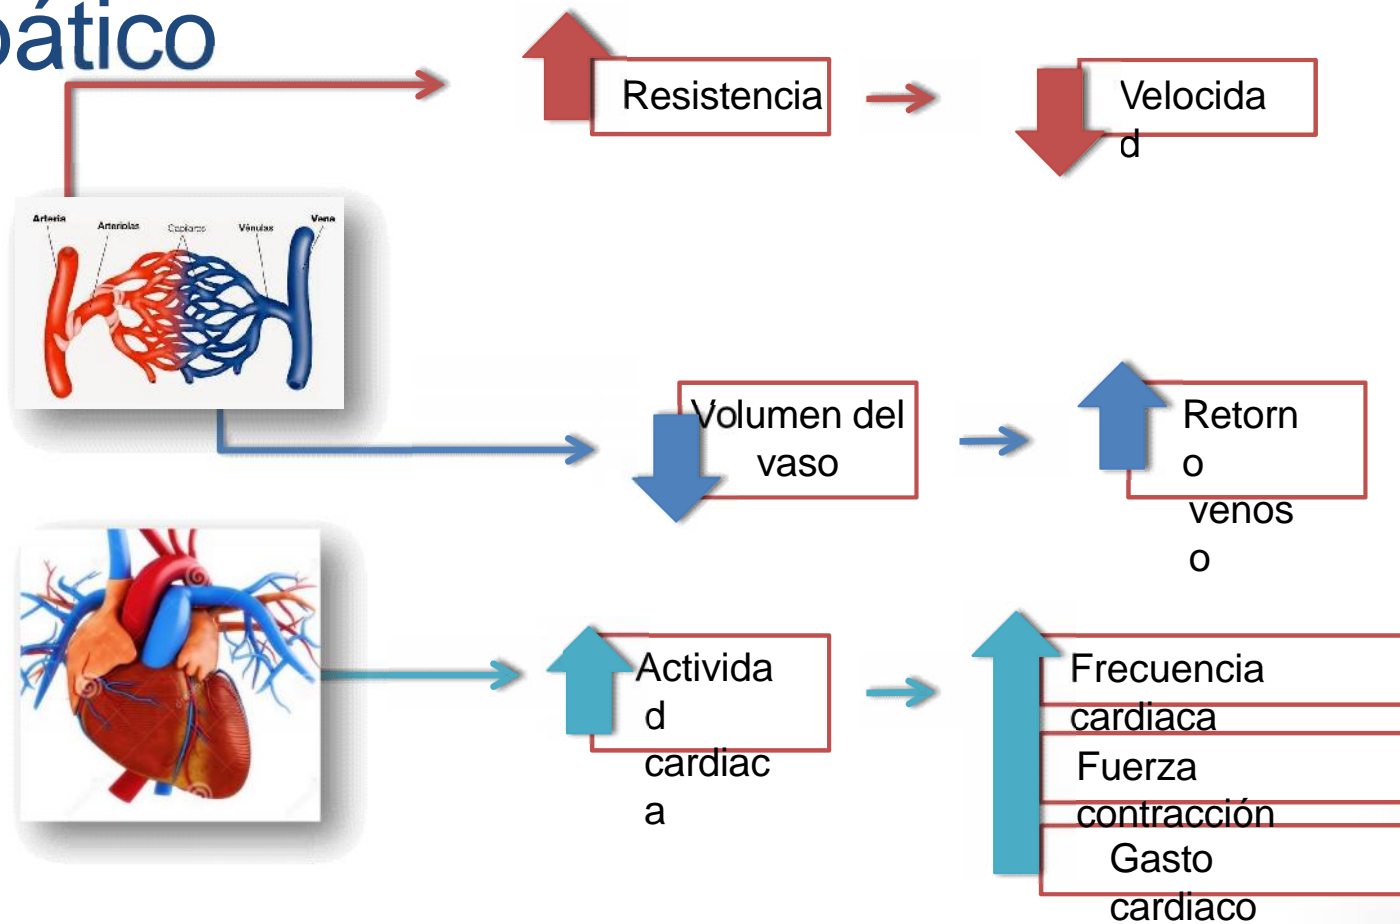 pático
Resistencia
Velocida
d
Arteria
Arteriolas
Capilares
Vénulas
Vena
Volumen del
vaso
Retorn
o
venos
o
Activida
d
cardiac
a
Frecuencia
cardiaca
Fuerza
contracción
Gasto
cardiaco